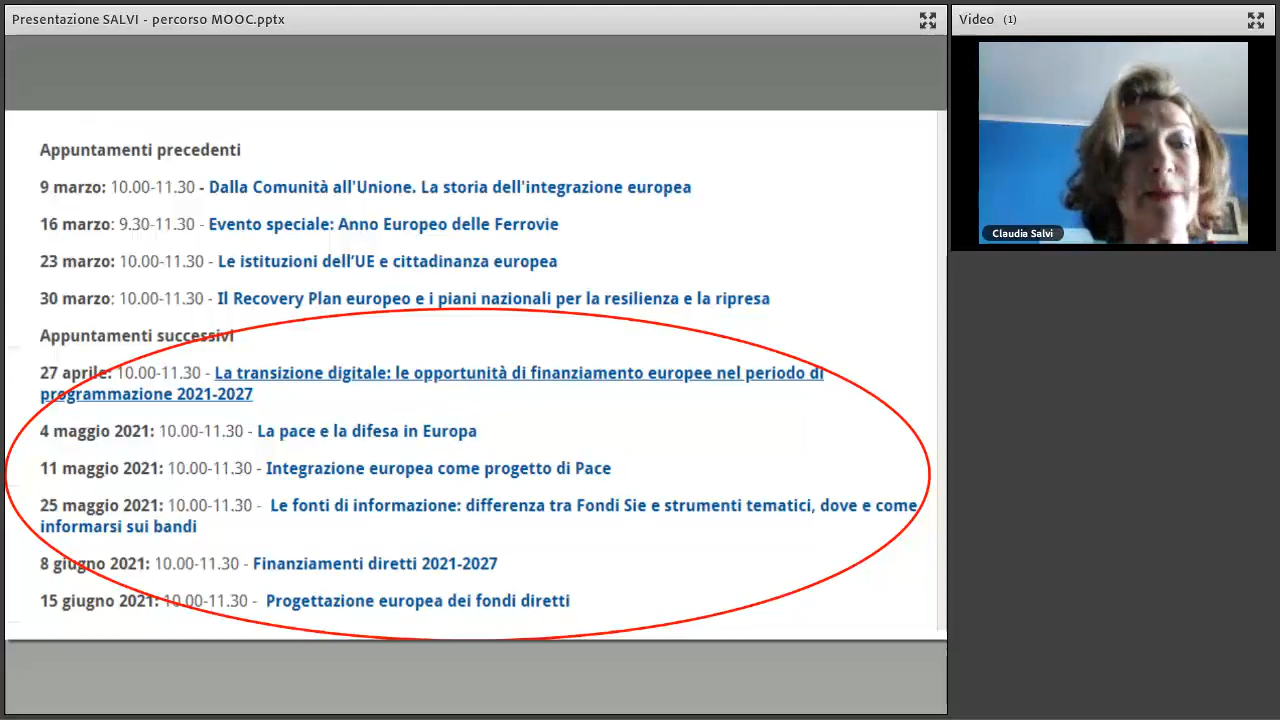 Presentazione SALVI - percorso MOOC.pptx
Video (1)
Appuntamenti precedenti
9 marzo: 10.00-11.30 - Dalla Comunità all'Unione. La storia dell'integrazione europea
16 marzo: 9.30-11.30 - Evento speciale: Anno Europeo delle Ferrovie
23 marzo: 10.00-11.30 - Le istituzioni dell’UE e cittadinanza europea
30 marzo: 10.00-11.30 - Il Recovery Plan europeo e i piani nazionali per la resilienza e la ripresa
Appuntamenti successivi
27 aprile: 10.00-11.30 - La transizione digitale: le opportunità di finanziamento europee nel periodo di
programmazione 2021-2027
4 maggio 2021: 10.00-11.30 - La pace e la difesa in Europa
11 maggio 2021: 10.00-11.30 - Integrazione europea come progetto di Pace
25 maggio 2021: 10.00-11.30 - Le fonti di informazione: differenza tra Fondi Sie e strumenti tematici, dove e come
informarsi sui bandi
8 giugno 2021: 10.00-11.30 - Finanziamenti diretti 2021-2027
15 giugno 2021: 10.00-11.30 - Progettazione europea dei fondi diretti
Claudia Salvi